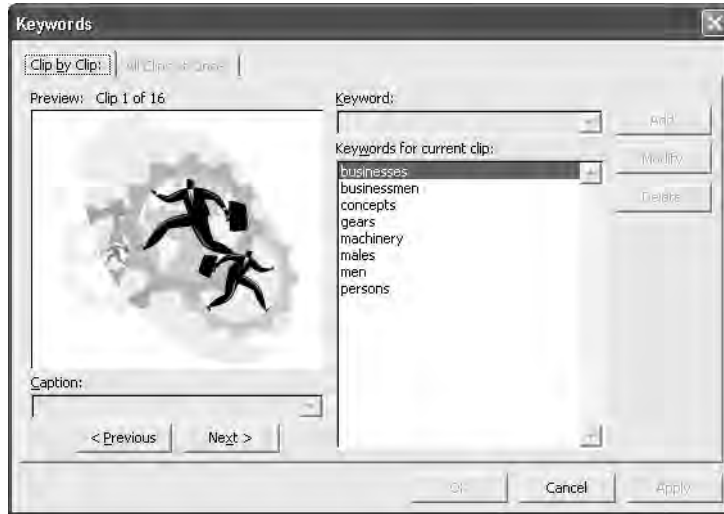 Keywords
Clip by Clip
All Clips at Once
Preview: Clip 1 of 16
Keyword:
Add
Keywords for current clip:
Modify
Delete
businesses
businessmen
concepts
gears
machinery
males
men
persons
Caption:
< Previous
Next >
OK
Cancel
Apply